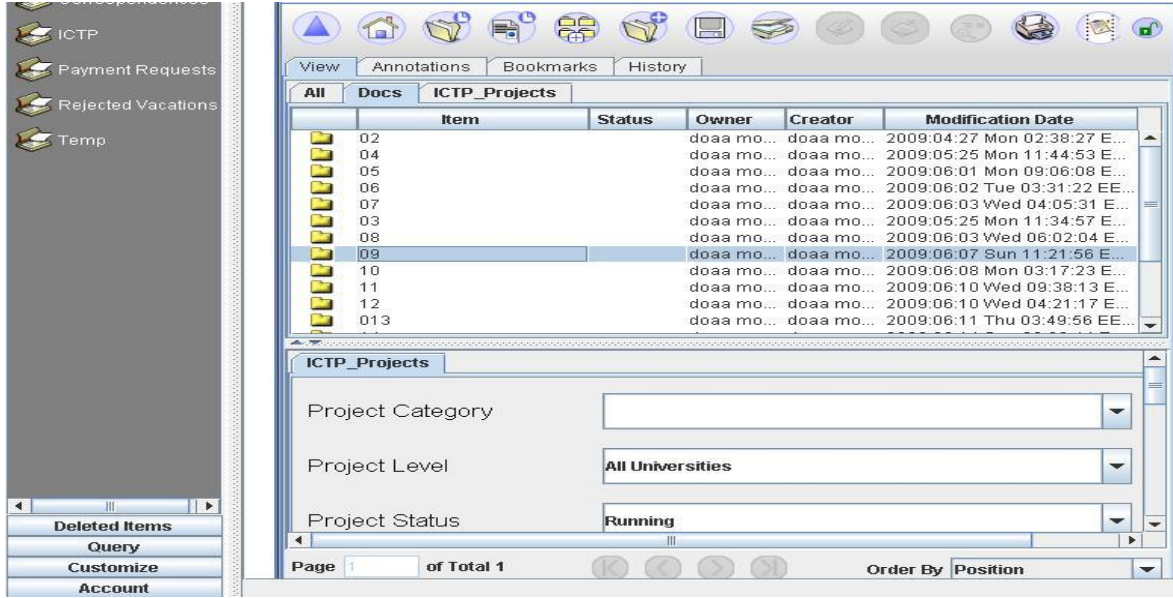 Correspondences
ICTP
Payment Requests
Rejected Vacations
Temp
Deleted Items
Query
Customize
Account
View Annotations Bookmarks History
All Docs ICTP_Projects
Item Status Owner Creator Modification Date
02 doaa mo... doaa mo... 2009:04:27 Mon 02:38:27 E...
04 doaa mo... doaa mo... 2009:05:25 Mon 11:44:53 E...
05 doaa mo... doaa mo... 2009:06:01 Mon 09:06:08 E...
06 doaa mo... doaa mo... 2009:06:02 Tue 03:31:22 EE...
07 doaa mo... doaa mo... 2009:06:03 Wed 04:05:31 E...
03 doaa mo... doaa mo... 2009:05:25 Mon 11:34:57 E...
08 doaa mo... doaa mo... 2009:06:03 Wed 06:02:04 E...
09 doaa mo... doaa mo... 2009:06:07 Sun 11:21:56 E...
10 doaa mo... doaa mo... 2009:06:08 Mon 03:17:23 E...
11 doaa mo... doaa mo... 2009:06:10 Wed 09:38:13 E...
12 doaa mo... doaa mo... 2009:06:10 Wed 04:21:17 E...
013 doaa mo... doaa mo... 2009:06:11 Thu 03:49:56 EE...
ICTP_Projects
Project Category
Project Level All Universities
Project Status Running
Page 1 of Total 1 Order By Position